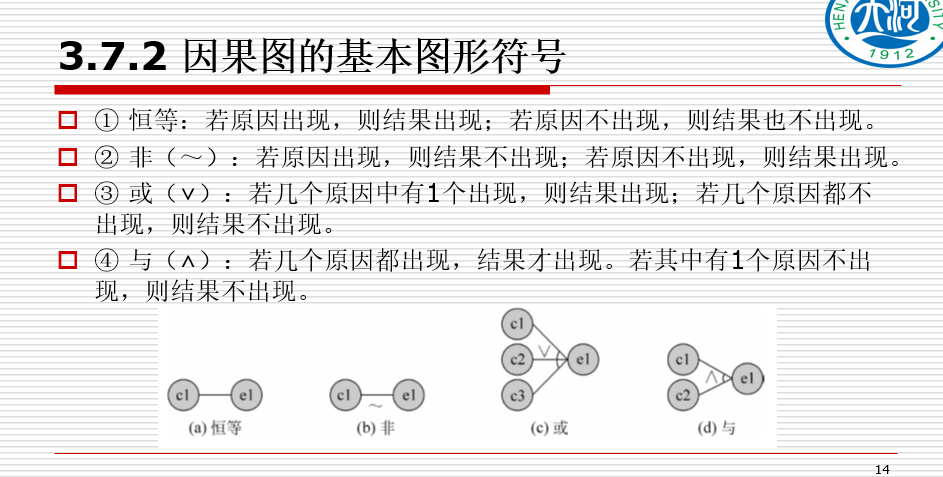 3.7.2 因果图的基本图形符号
① 恒等：若原因出现，则结果出现；若原因不出现，则结果也不出现。
② 非（～）：若原因出现，则结果不出现；若原因不出现，则结果出现。
③ 或（∨）：若几个原因中有1个出现，则结果出现；若几个原因都不
出现，则结果不出现。
④ 与（∧）：若几个原因都出现，结果才出现。若其中有1个原因不出
现，则结果不出现。
c1 e1
(a) 恒等
c1 ～ e1
(b) 非
c1
c2 ∨ e1
c3
(c) 或
c1
∧ e1
c2
(d) 与
1912
14